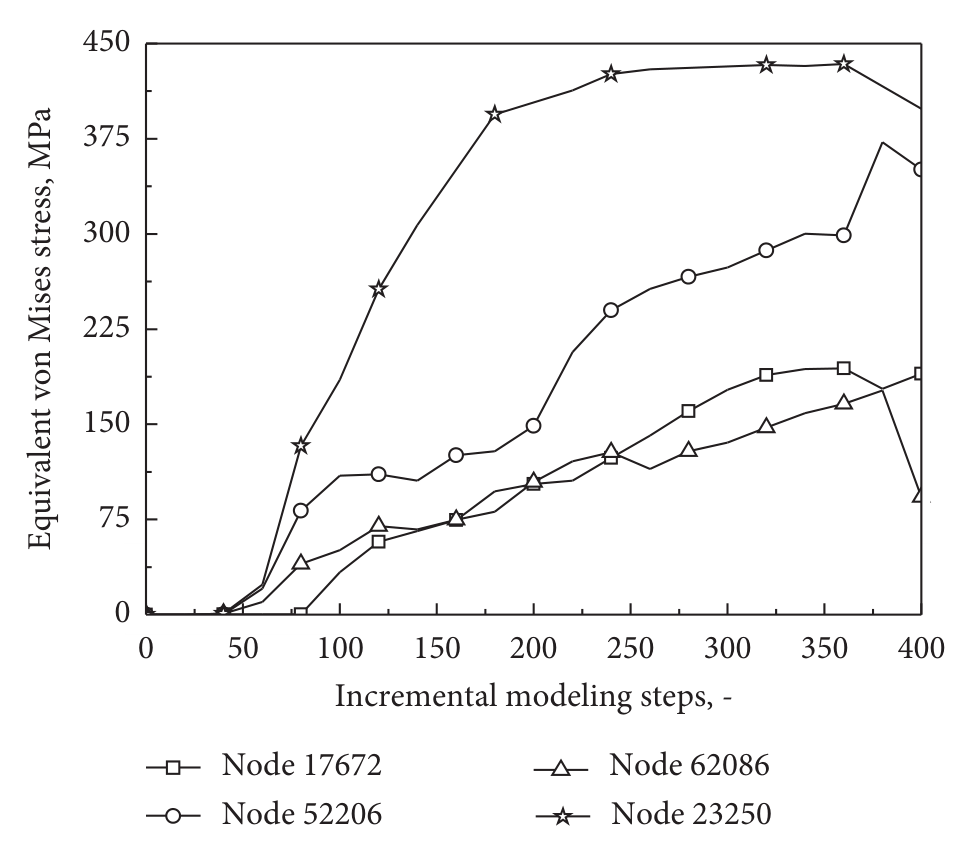 Equivalent von Mises stress, MPa
450
375
300
225
150
75
0
0 50 100 150 200 250 300 350 400
Incremental modeling steps, -
Node 17672 Node 62086
Node 52206 Node 23250